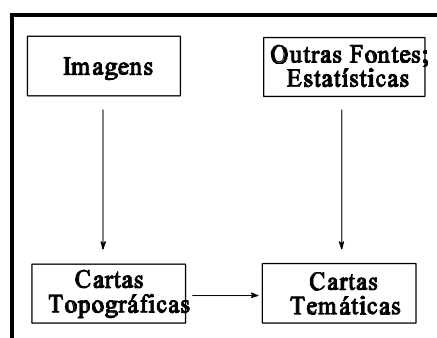 Imagens
Outras Fontes;
Estatísticas
Cartas
Topográficas
Cartas
Temáticas